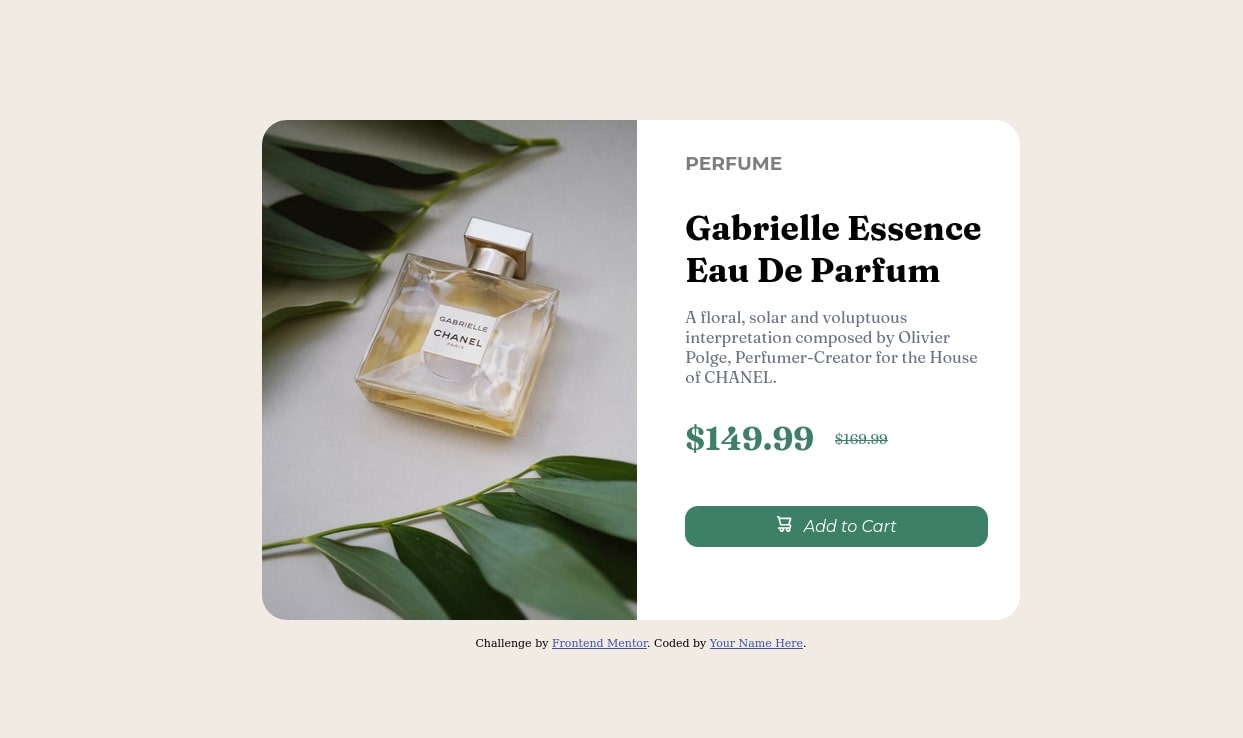 PERFUME
Gabrielle Essence
Eau De Parfum
A floral, solar and voluptuous
interpretation composed by Olivier
Polge, Perfumer-Creator for the House
of CHANEL.
$149.99 $169.99
Add to Cart
GABRIELLE
CHANEL
PARIS
Challenge by Frontend Mentor. Coded by Your Name Here.